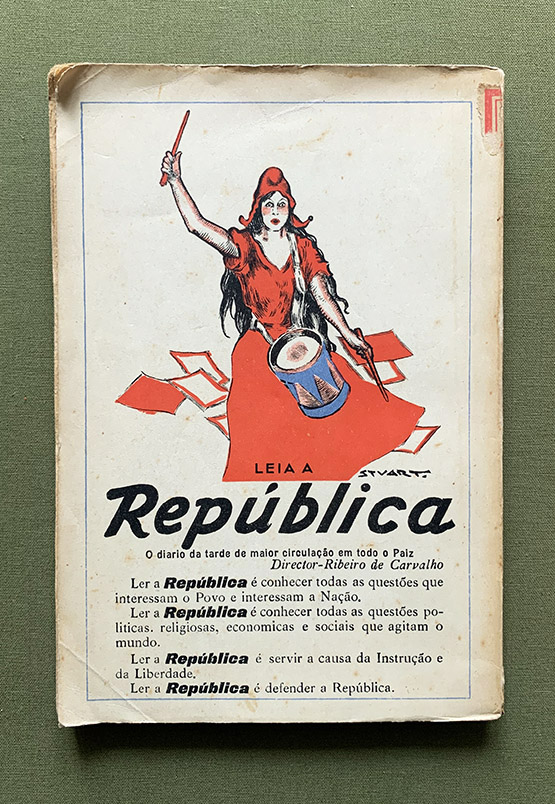 LEIA A
STUART.
República
O diario da tarde de maior circulação em todo o Paiz
Director-Ribeiro de Carvalho
Ler a República é conhecer todas as questões que
interessam o Povo e interessam a Nação.
Ler a República é conhecer todas as questões po-
liticas. religiosas, economicas e sociais que agitam o
mundo.
Ler a República é servir a causa da Instrução e
da Liberdade.
Ler a República é defender a República.